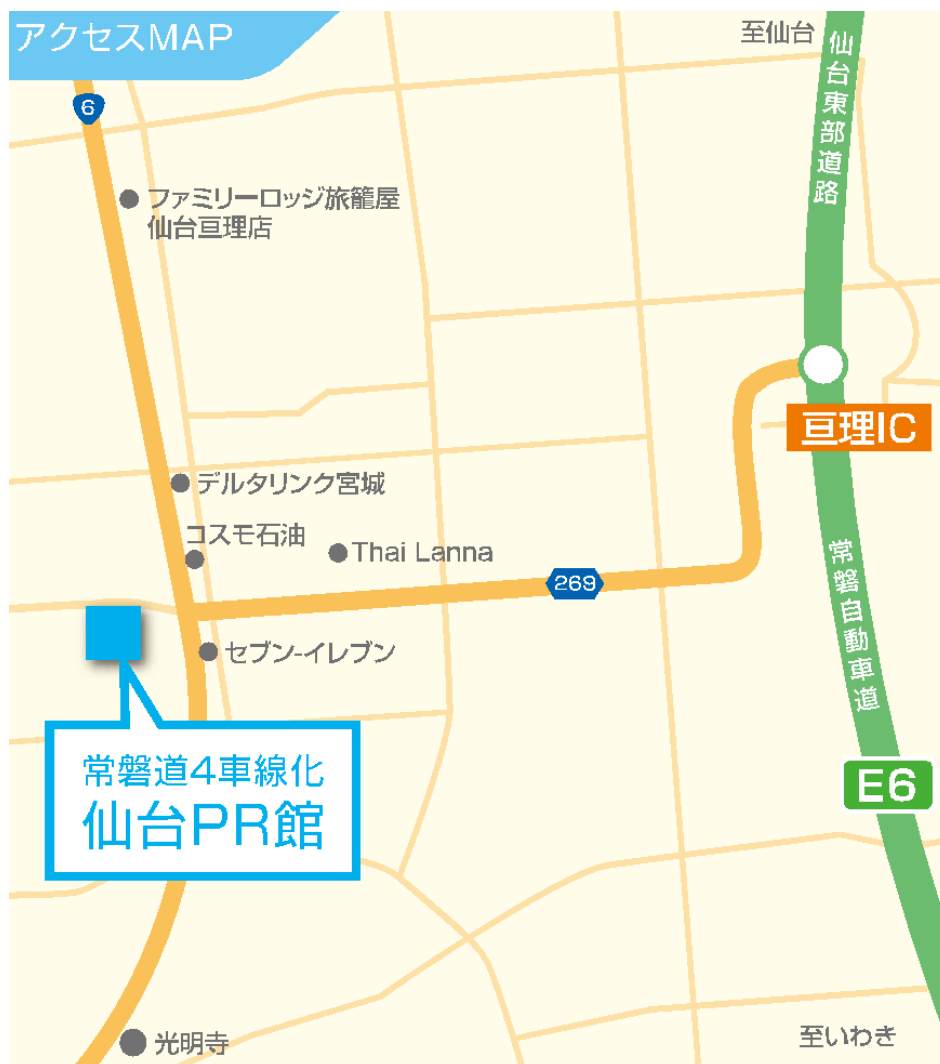 アクセスMAP
至仙台
仙台東部道路
6
ファミリーロッジ旅籠屋
仙台亘理店
亘理IC
デルタリンク宮城
コスモ石油
Thai Lanna
269
常磐自動車道
セブン-イレブン
常磐道4車線化
仙台PR館
E6
光明寺
至いわき